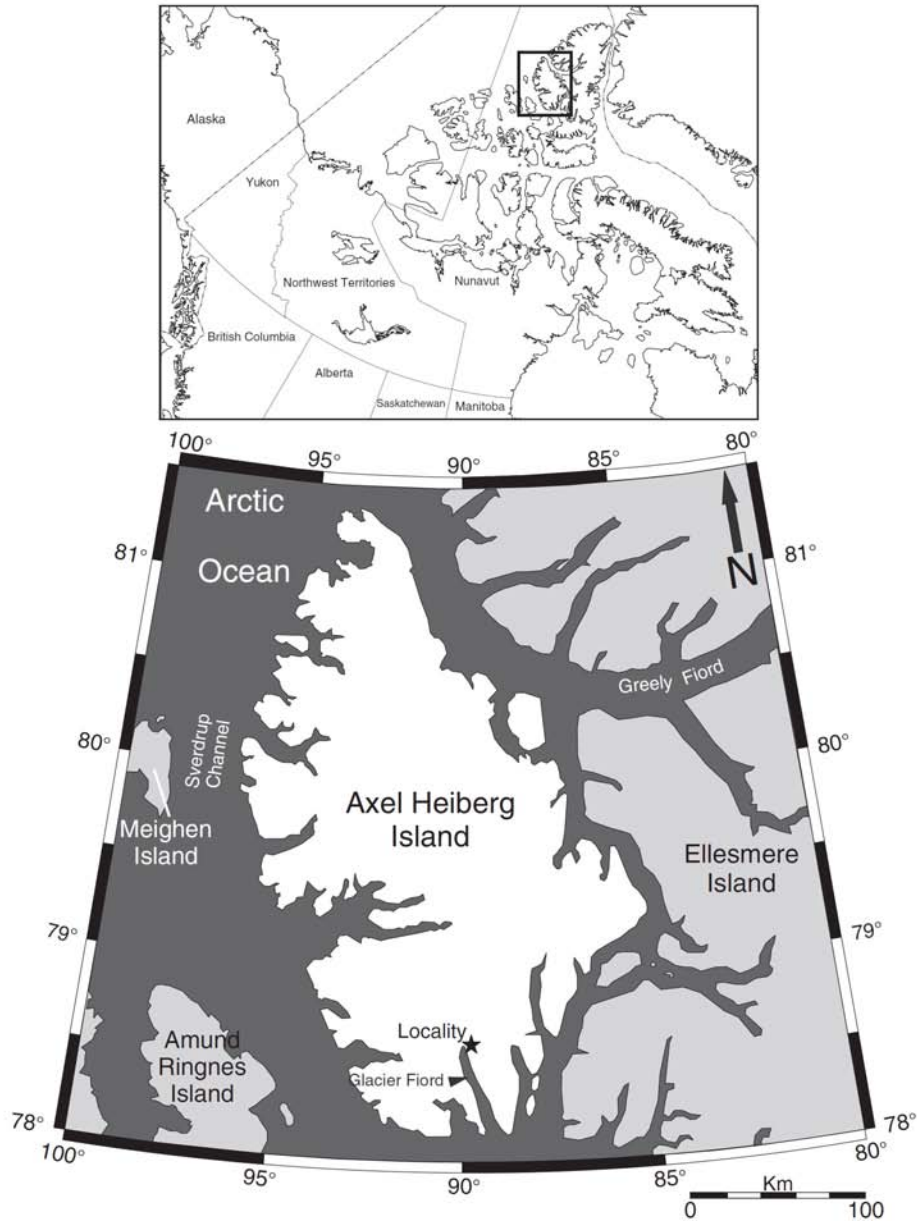 Alaska
Yukon
Northwest Territories
Nunavut
British Columbia
Alberta
Saskatchewan
Manitoba
100°
95°
90°
85°
80°
Arctic
Ocean
N
81°
81°
Greely Fiord
80°
80°
Sverdrup
Channel
Axel Heiberg
Island
Meighen
Island
Ellesmere
Island
79°
79°
Locality
Amund
Ringnes
Island
Glacier Fiord
78°
78°
100°
95°
90°
85°
80°
Km
0
100